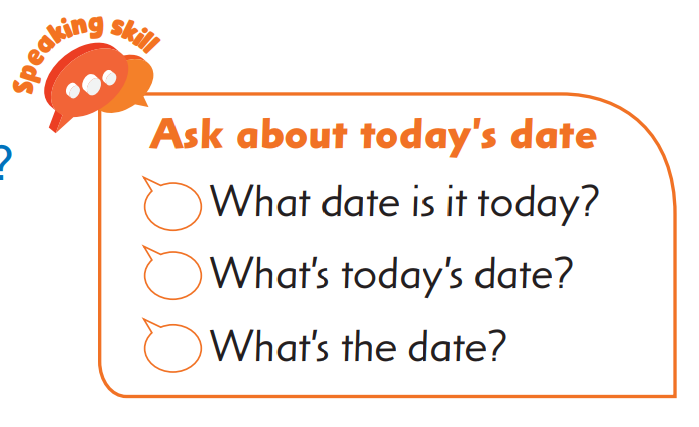 Speaking skill
?
Ask about today's date
What date is it today?
What's today's date?
What's the date?